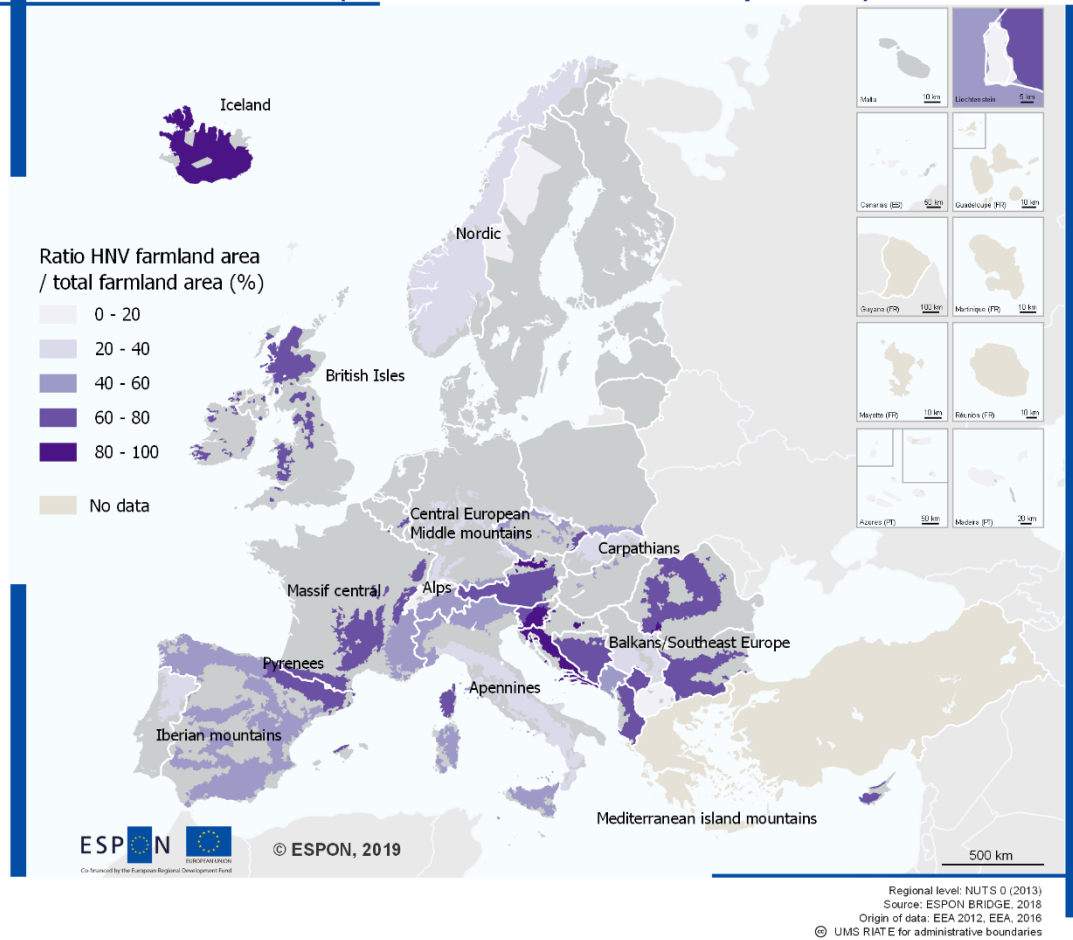 Iceland
Nordic
Ratio HNV farmland area
/ total farmland area (%)
0 - 20
20 - 40
40 - 60
60 - 80
80 - 100
No data
British Isles
Central European
Middle mountains
Carpathians
Massif central
Alps
Balkans/Southeast Europe
Pyrenees
Apennines
Iberian mountains
Mediterranean island mountains
Malta
10 km
Liechtenstein
5 km
Canarias (ES)
50 km
Guadeloupe (FR)
10 km
Guyane (FR)
100 km
Martinique (FR)
10 km
Mayotte (FR)
10 km
Réunion (FR)
10 km
Azores (PT)
50 km
Madeira (PT)
20 km
ESPON
EUROPEAN UNION
Co-financed by the European Regional Development Fund
© ESPON, 2019
500 km
Regional level: NUTS 0 (2013)
Source: ESPON BRIDGE, 2018
Origin of data: EEA 2012, EEA, 2016
UMS RIATE for administrative boundaries